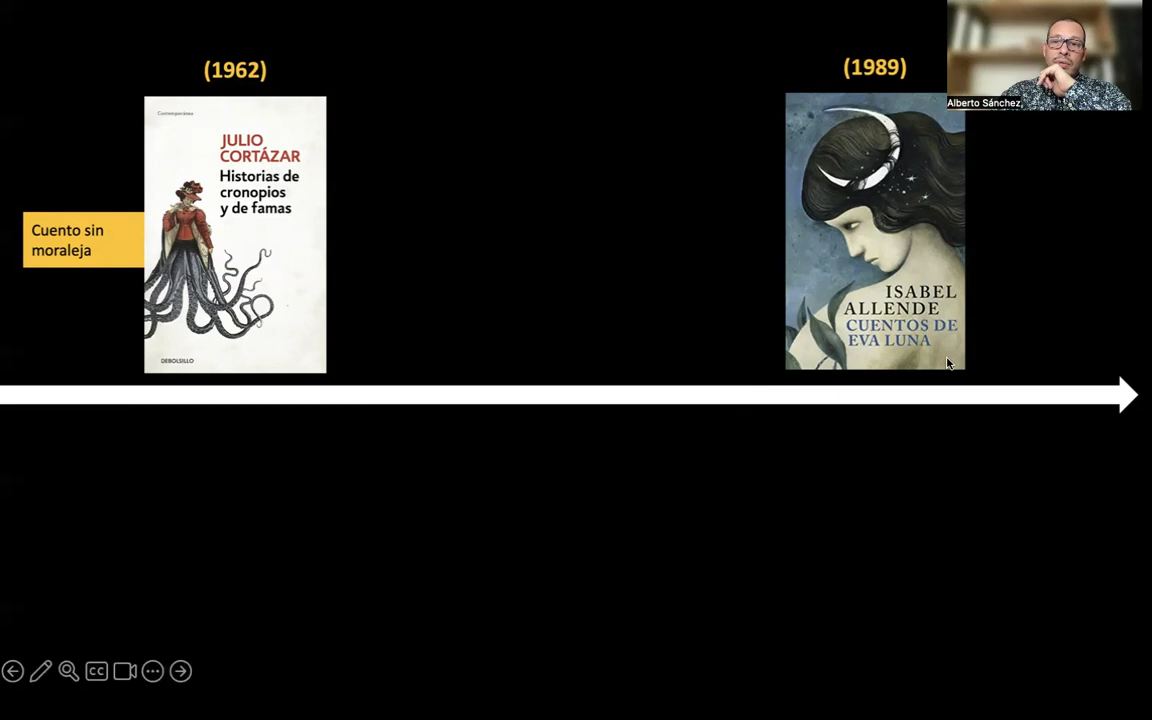 (1962)
(1989)
Alberto Sánchez
Contemporánea
JULIO
CORTÁZAR
Historias de
cronopios
y de famas
Cuento sin
moraleja
DEBOLSILLO
ISABEL
ALLENDE
CUENTOS DE
EVA LUNA
CC